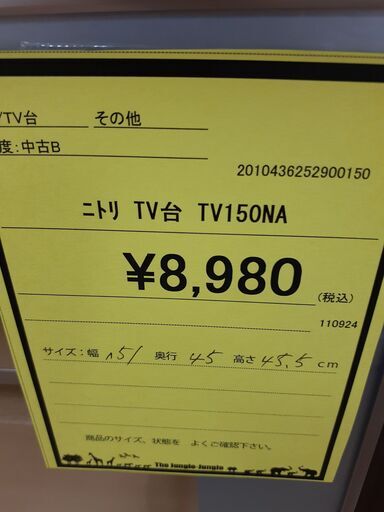 /TV台 その他
度:中古B
2010436252900150
ニトリ TV台 TV150NA
¥8,980
(税込)
110924
サイズ:幅 151 奥行 45 高さ 45.5 cm
商品のサイズ、状態を よくご確認下さい。
The Jungle Jungle